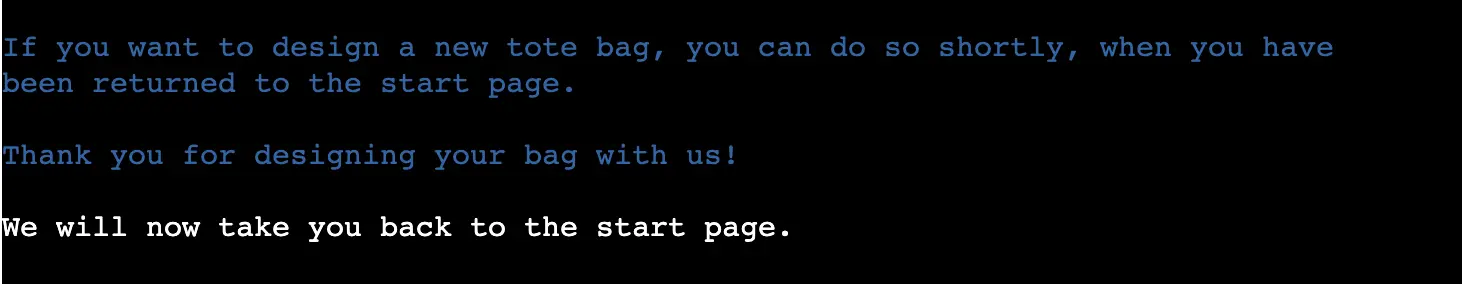 If you want to design a new tote bag, you can do so shortly, when you have
been returned to the start page.
Thank you for designing your bag with us!
We will now take you back to the start page.